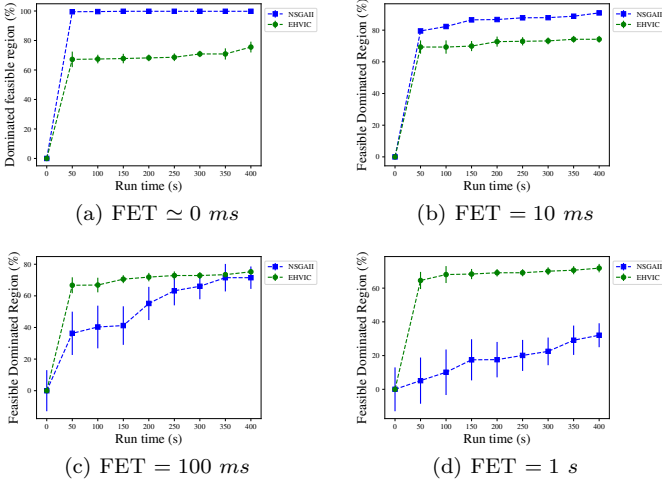 Dominated feasible region (%)
100
80
60
40
20
0
0 50 100 150 200 250 300 350 400
Run time (s)
NSGAII
EHVIC
(a) FET ≃ 0 ms
Feasible Dominated Region (%)
100
80
60
40
20
0
0 50 100 150 200 250 300 350 400
Run time (s)
NSGAII
EHVIC
(b) FET = 10 ms
Feasible Dominated Region (%)
80
60
40
20
0
0 50 100 150 200 250 300 350 400
Run time (s)
NSGAII
EHVIC
(c) FET = 100 ms
Feasible Dominated Region (%)
60
40
20
0
0 50 100 150 200 250 300 350 400
Run time (s)
NSGAII
EHVIC
(d) FET = 1 s